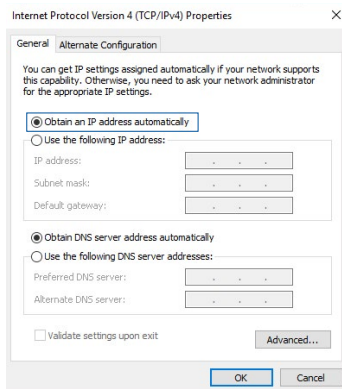 Internet Protocol Version 4 (TCP/IPv4) Properties
General
Alternate Configuration
You can get IP settings assigned automatically if your network supports
this capability. Otherwise, you need to ask your network administrator
for the appropriate IP settings.
Obtain an IP address automatically
Use the following IP address:
IP address:
Subnet mask:
Default gateway:
Obtain DNS server address automatically
Use the following DNS server addresses:
Preferred DNS server:
Alternate DNS server:
Validate settings upon exit
Advanced...
OK
Cancel